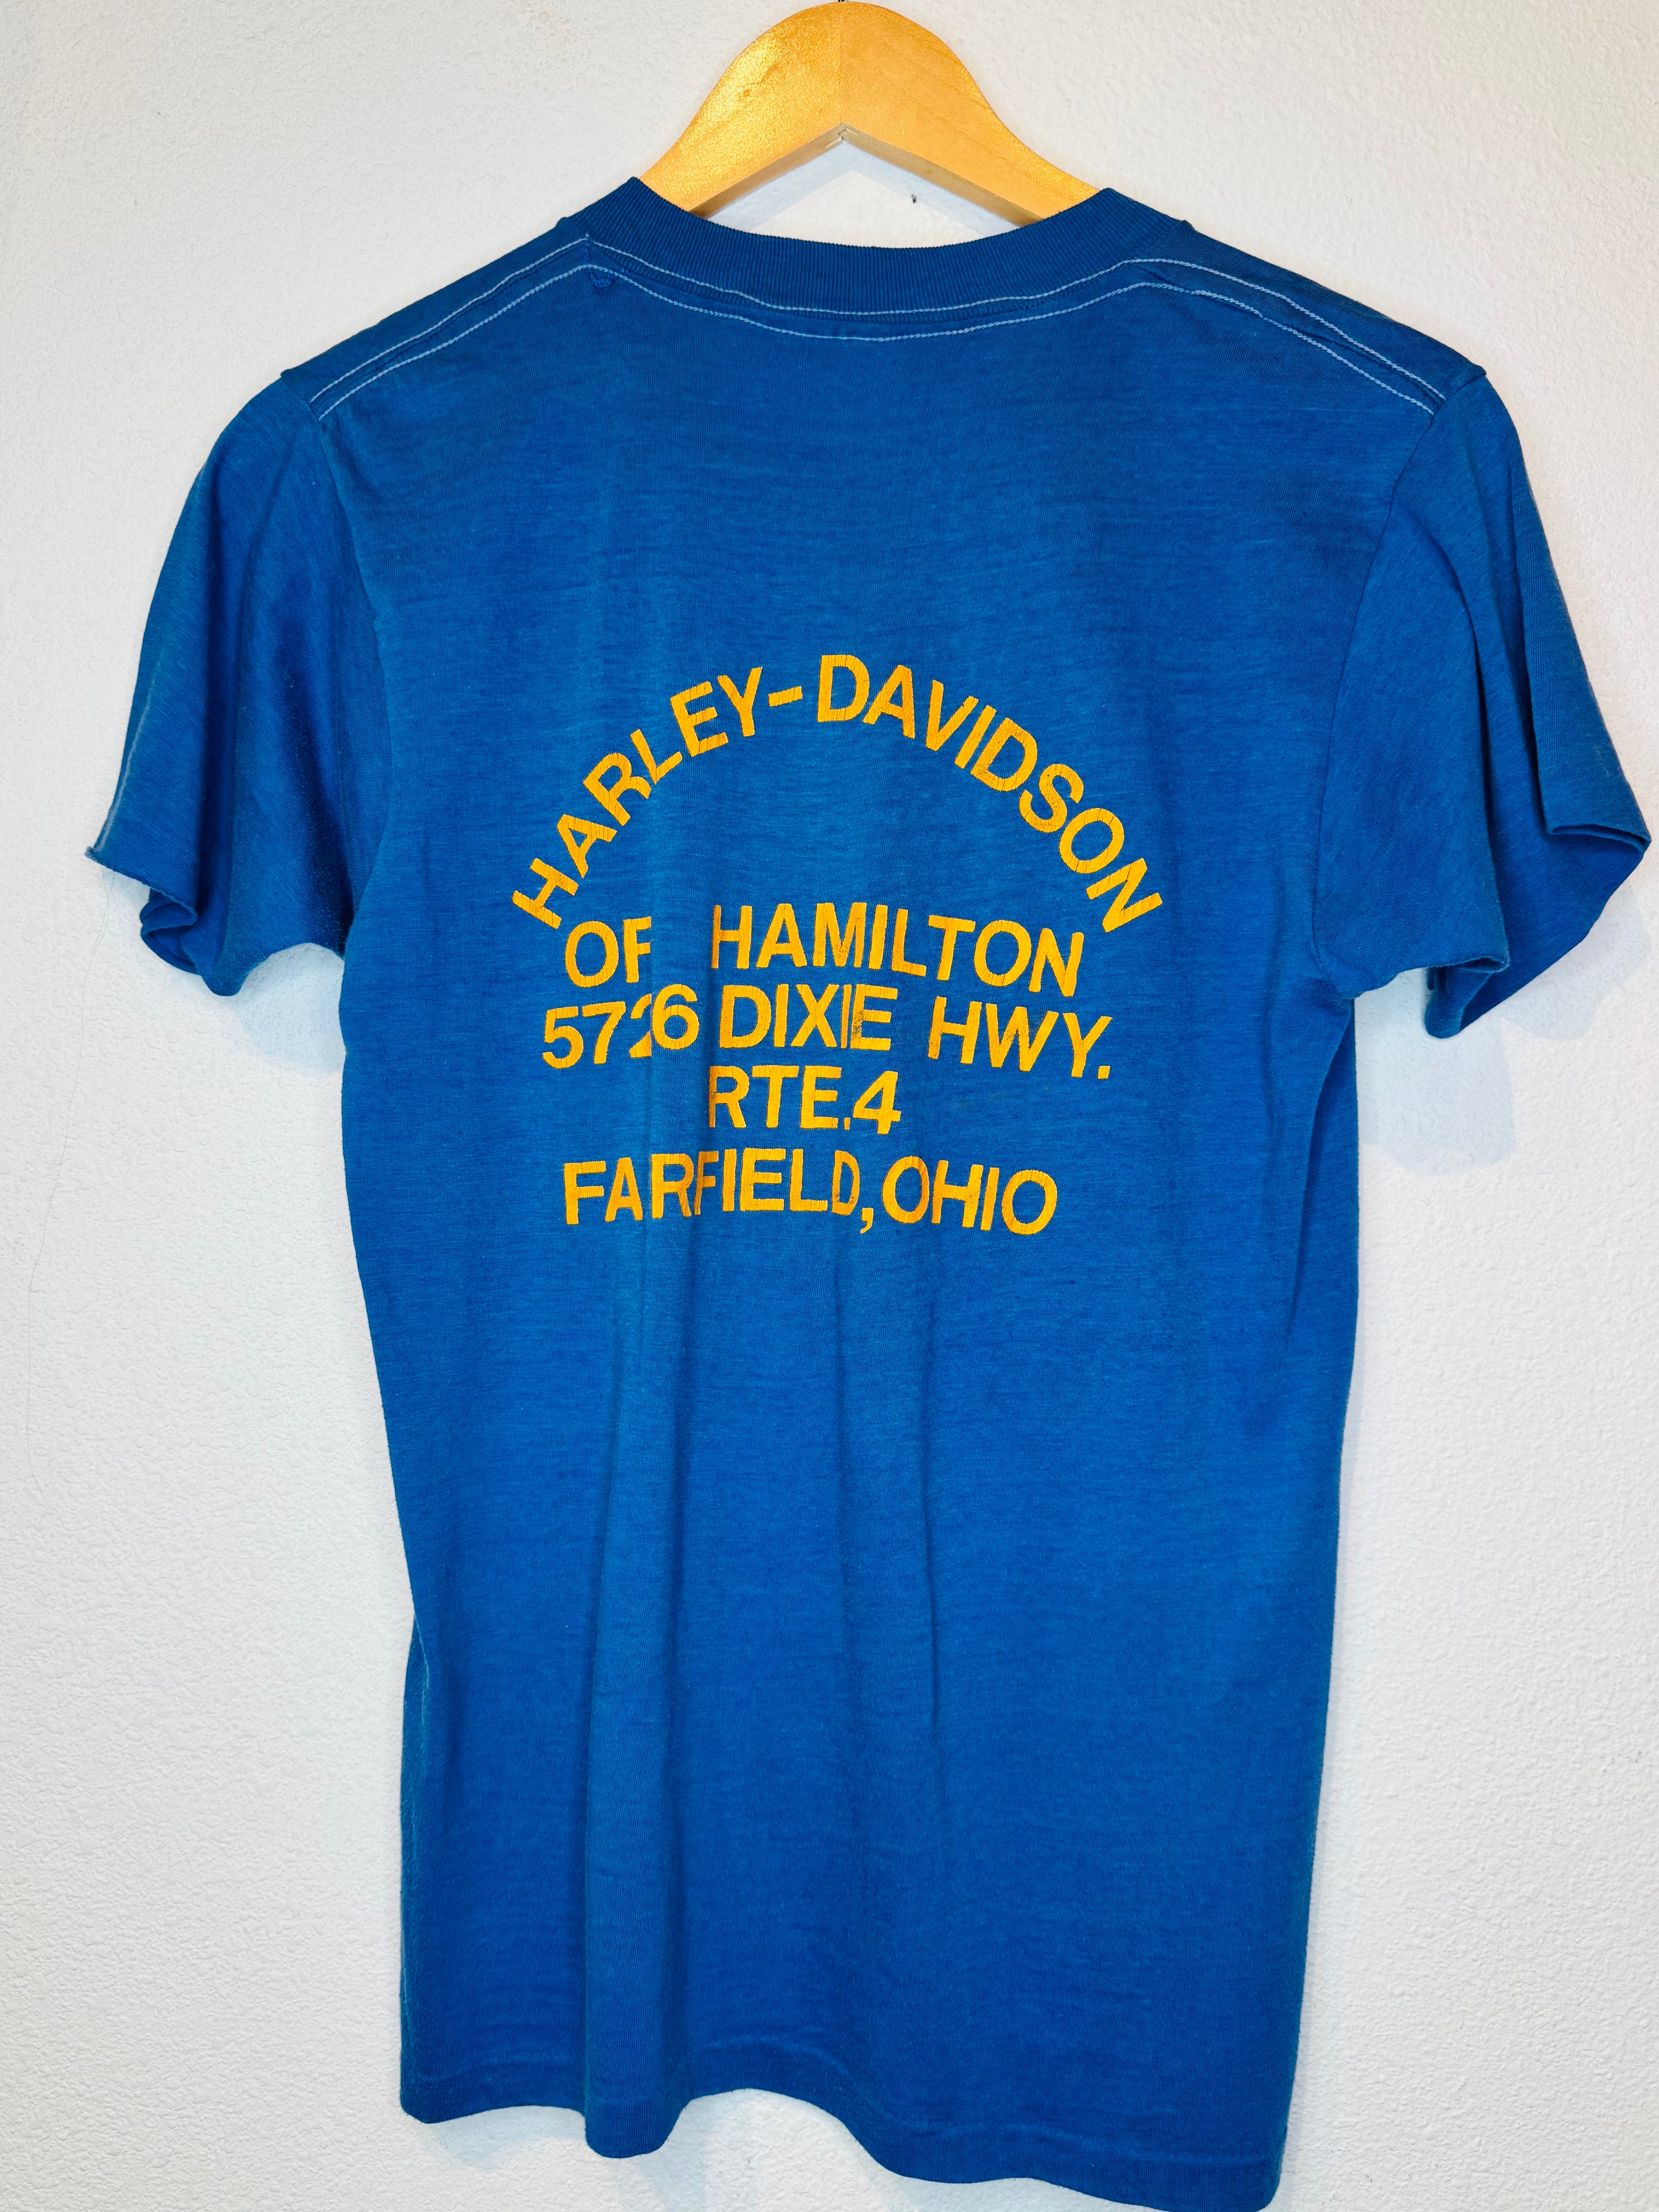 HARLEY-DAVIDSON
OF HAMILTON
5726 DIXIE HWY.
RTE.4
FARFIELD, OHIO